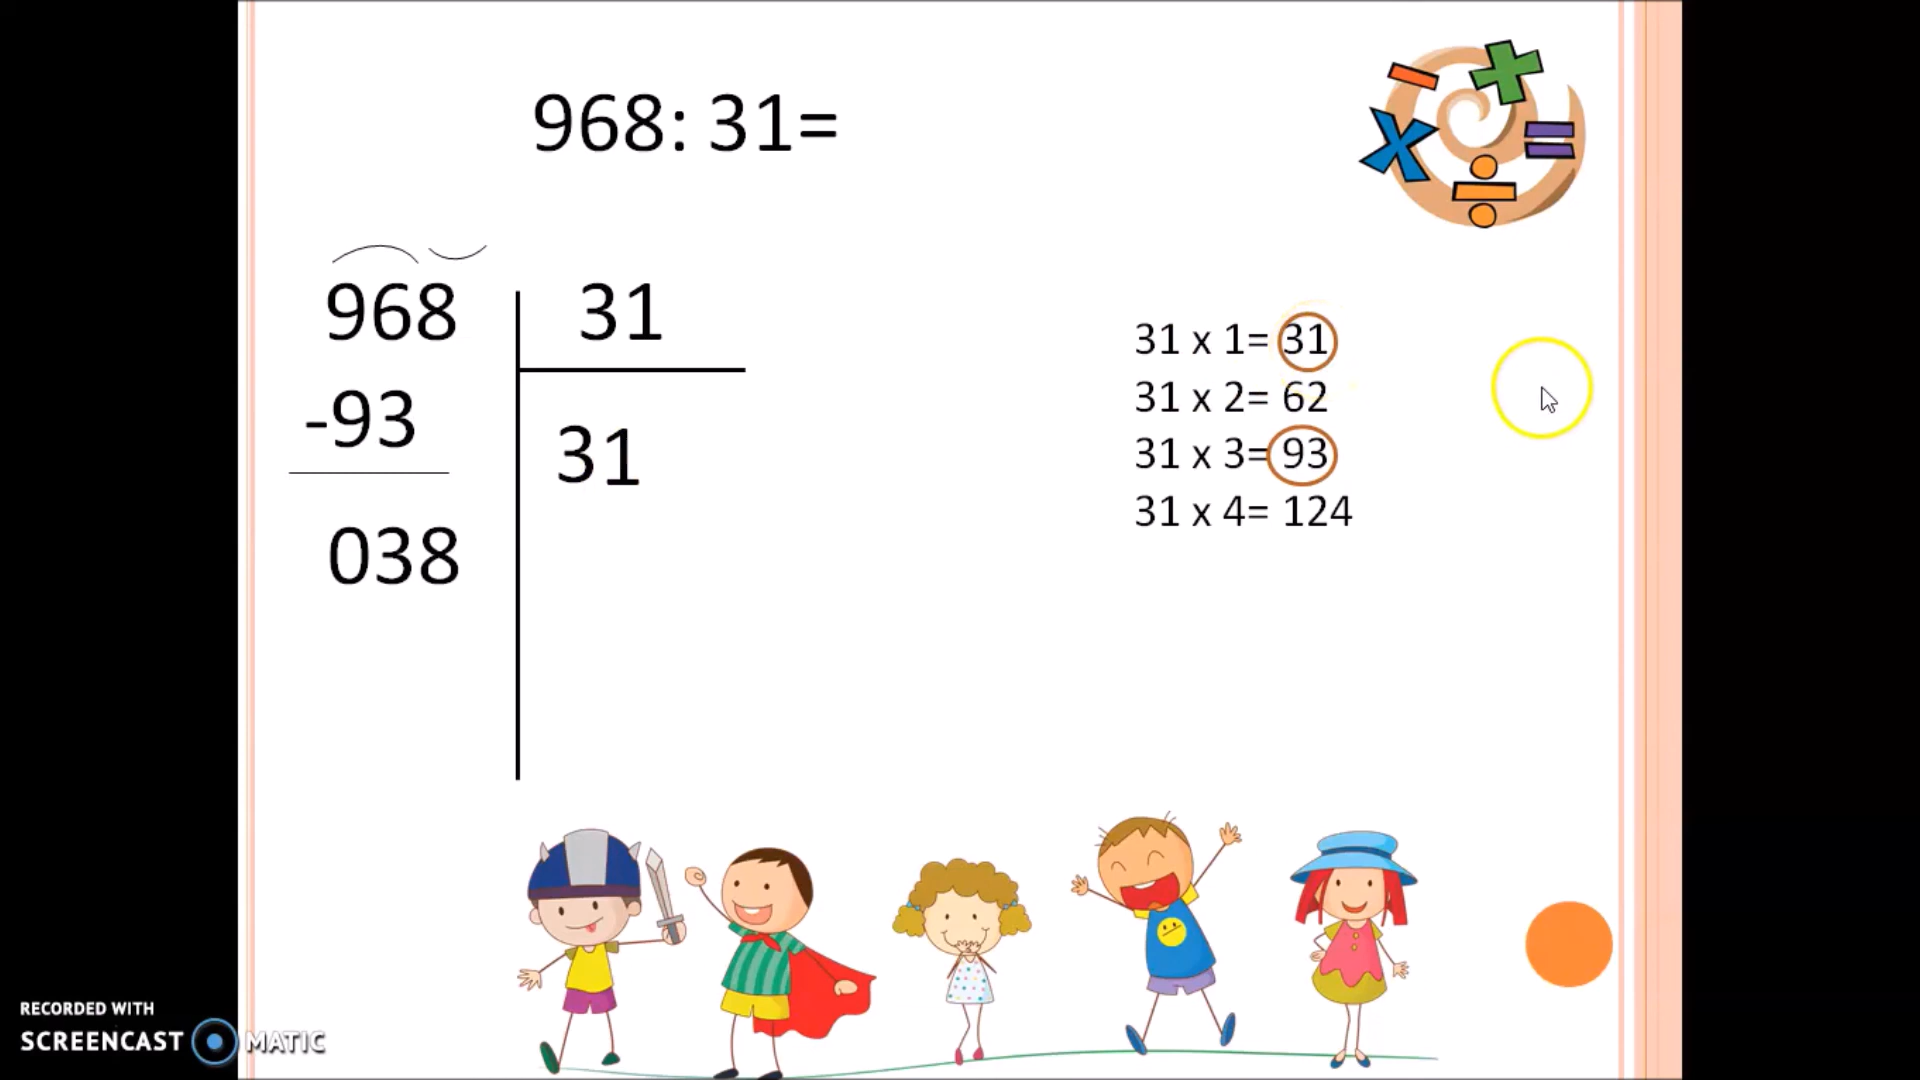 968: 31=
968
31
-93
31
038
31 x 1= 31
31 x 2= 62
31 x 3= 93
31 x 4= 124
RECORDED WITH
SCREENCAST MATIC